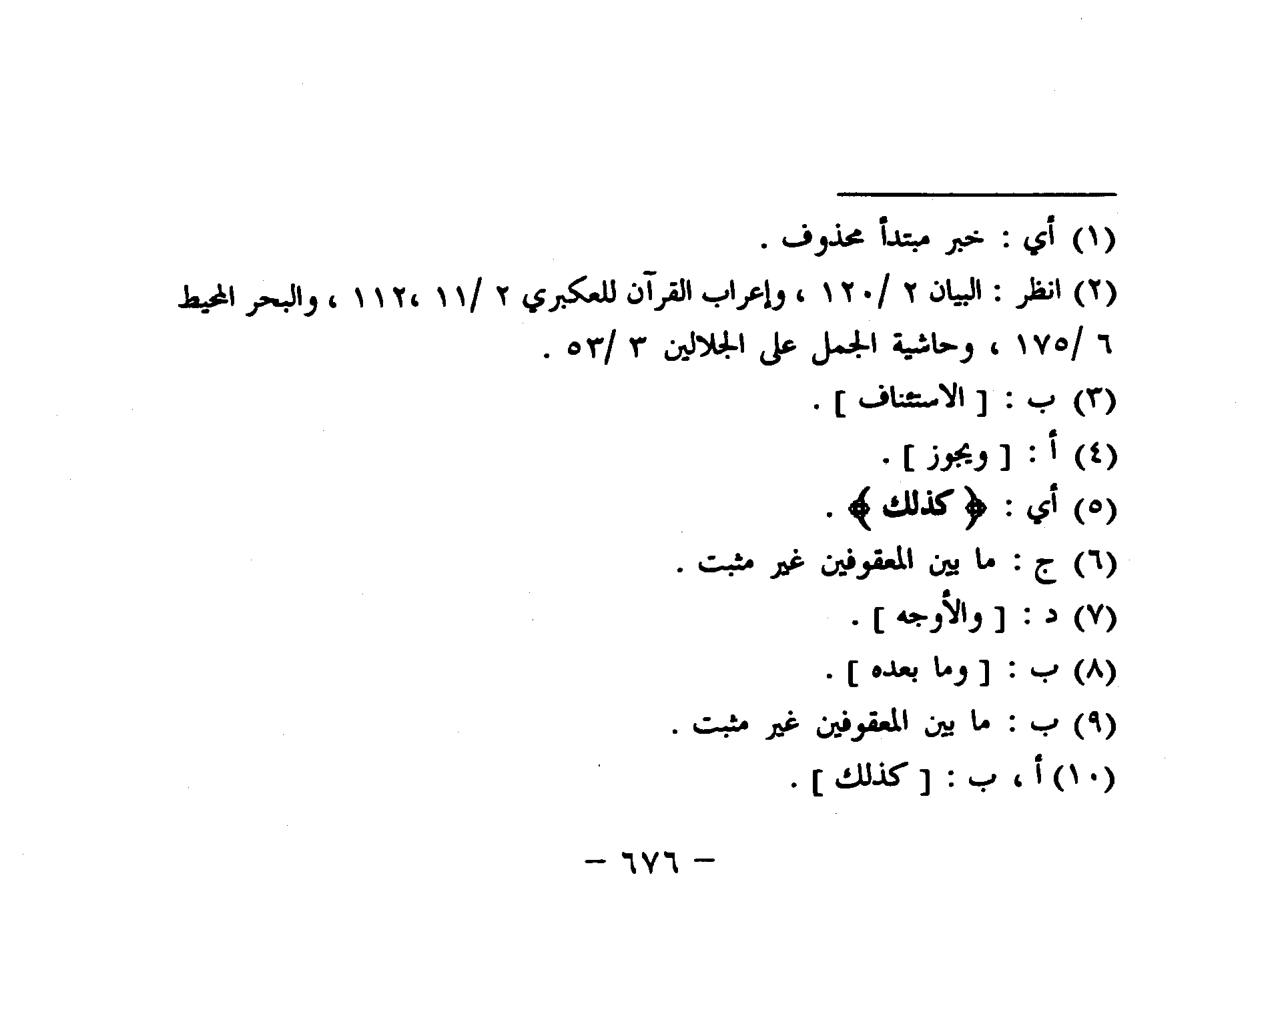 (١) أي : خبر مبتدأ محذوف .
(٢) انظر : البيان ٢ /١٢٠ ، وإعراب القرآن للعكبري ٢ /١١ ،١١٢ ، والبحر المحيط
٦ /١٧٥ ، وحاشية الجمل على الجلالين ٣ /٥٣ .
(٣) ب : [ الاستئناف ] .
(٤) أ : [ ويجوز ] .
(٥) أي : ﴿ كذلك ﴾ .
(٦) ج : ما بين المعقوفين غير مثبت .
(٧) د : [ والأوجه ] .
(٨) ب : [ وما بعده ] .
(٩) ب : ما بين المعقوفين غير مثبت .
(١٠) أ ، ب : [ كذلك ] .
– ٦٧٦ –